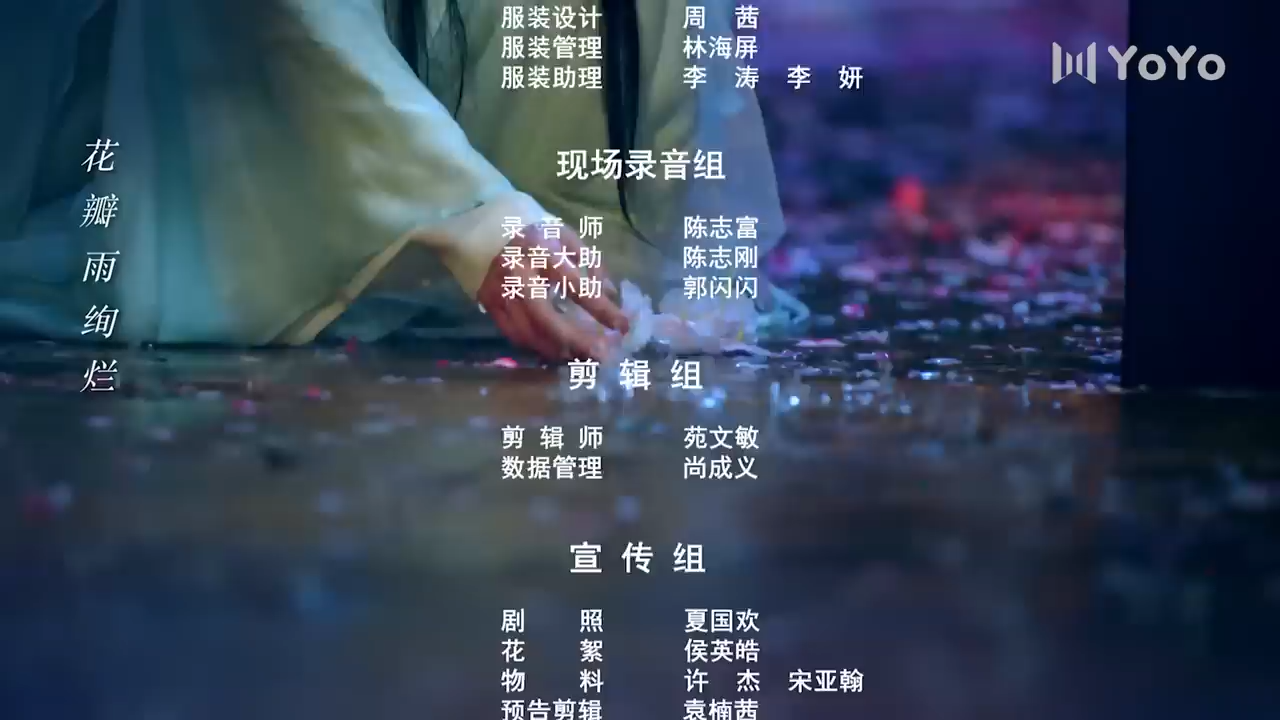 服装设计 周茜
服装管理 林海屏
服装助理 李涛 李妍
YoYo
花瓣雨绚烂
现场录音组
录音师 陈志富
录音大助 陈志刚
录音小助 郭闪闪
剪辑组
剪辑师 苑文敏
数据管理 尚成义
宣传组
剧照 夏国欢
花絮 侯英皓
物料 许杰 宋亚翰
预告剪辑 袁楠茜